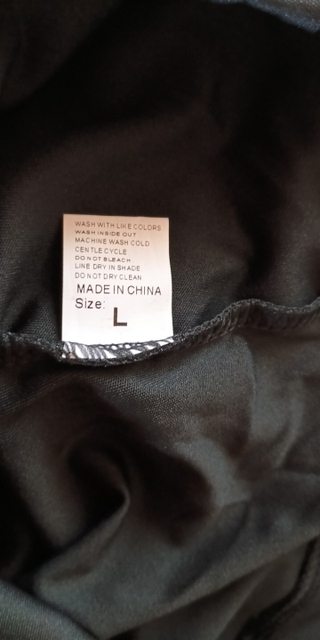 WASH WITH LIKE COLORS
WASH INSIDE OUT
MACHINE WASH COLD
GENTLE CYCLE
DO NOT BLEACH
LINE DRY IN SHADE
DO NOT DRY CLEAN
MADE IN CHINA
Size:
L